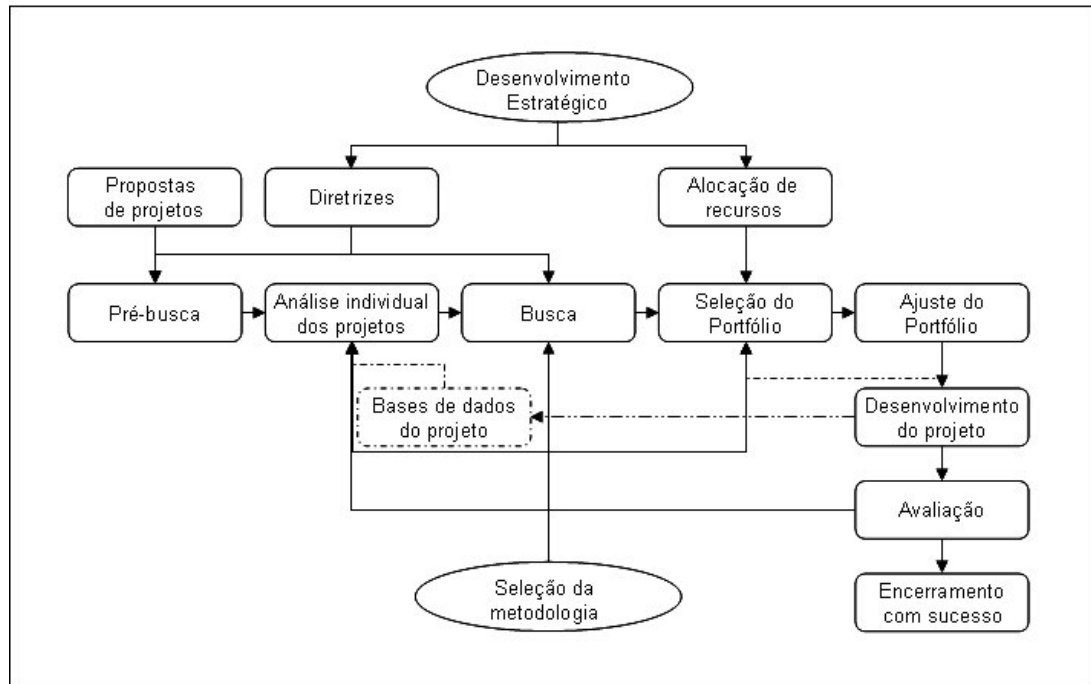 Desenvolvimento
Estratégico
Propostas
de projetos
Diretrizes
Alocação de
recursos
Pré-busca
Análise individual
dos projetos
Busca
Seleção do
Portfólio
Ajuste do
Portfólio
Bases de dados
do projeto
Desenvolvimento
do projeto
Avaliação
Seleção da
metodologia
Encerramento
com sucesso